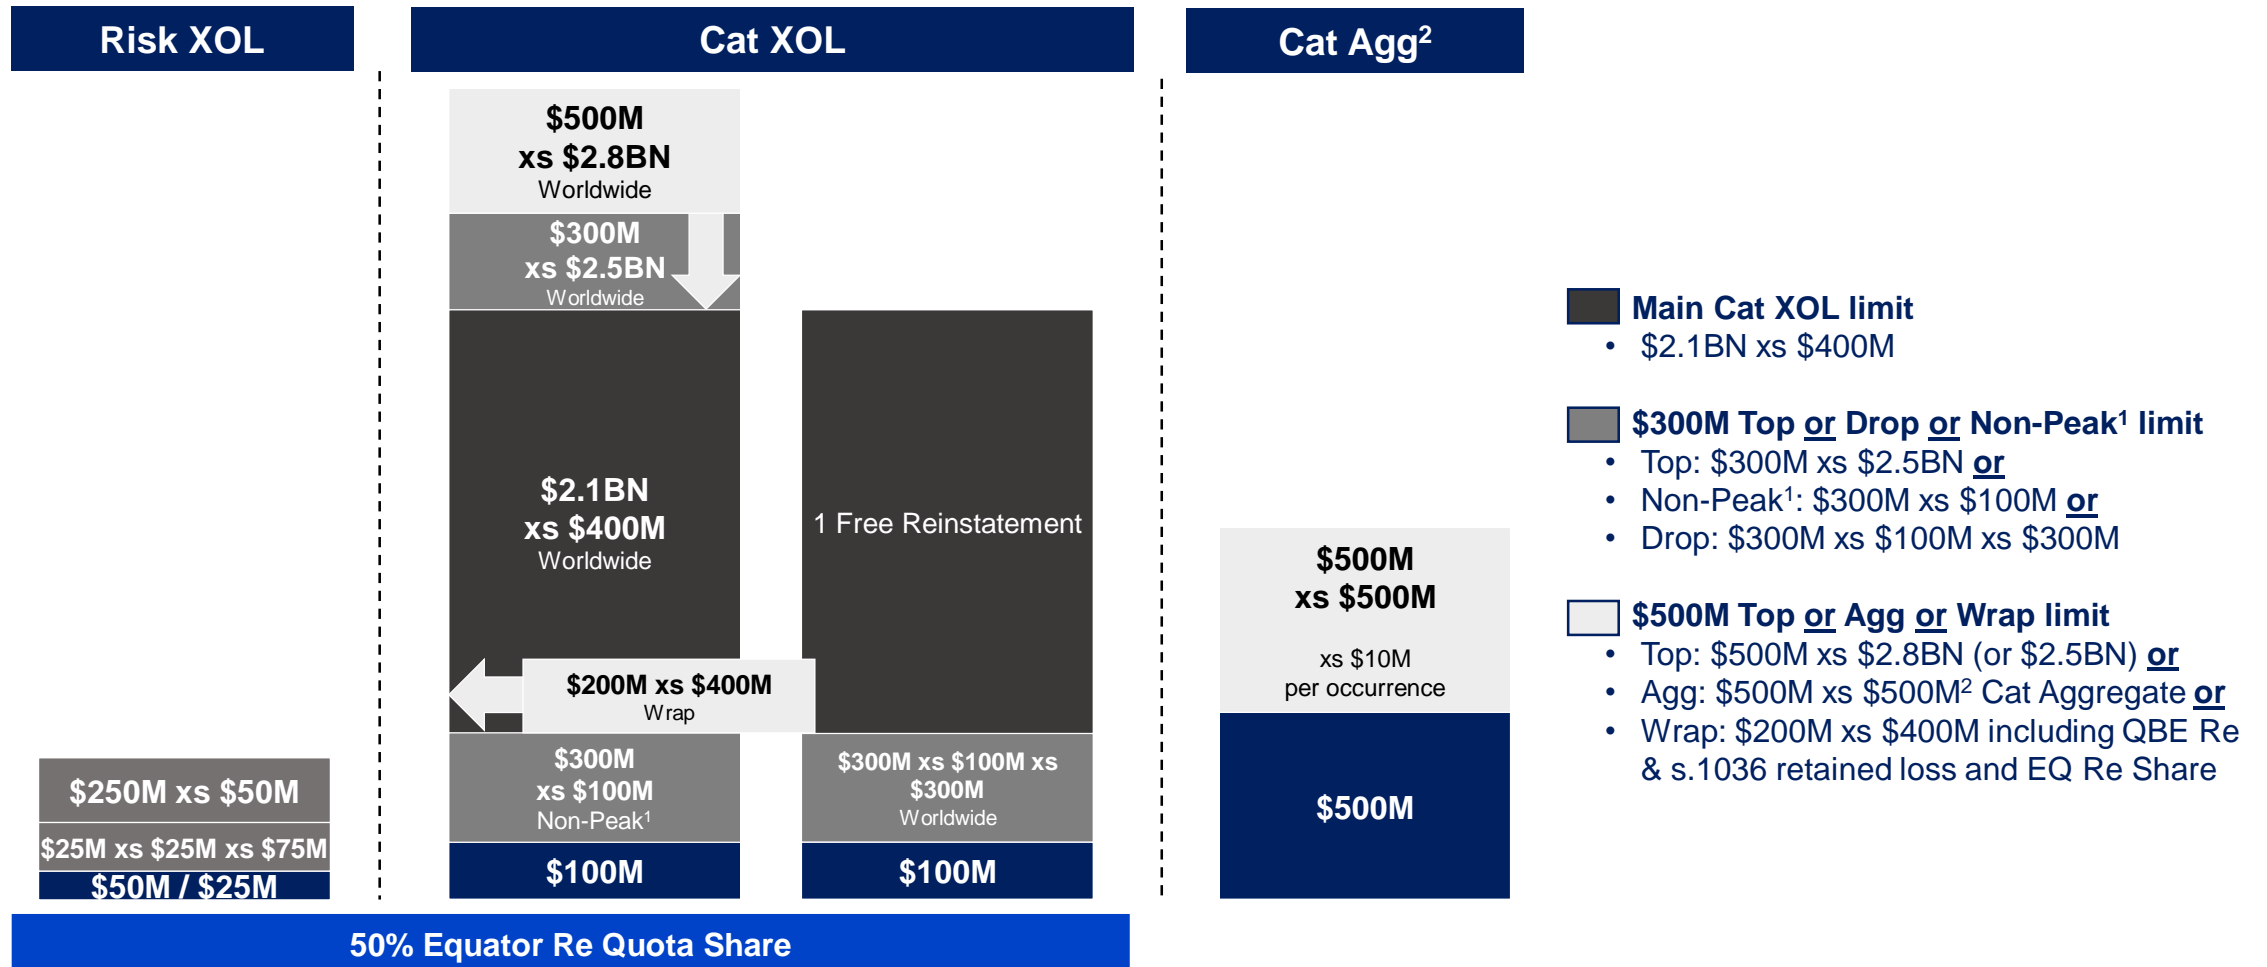 Risk XOL
Cat XOL
Cat Agg²
$500M
xs $2.8BN
Worldwide
$300M
xs $2.5BN
Worldwide
$2.1BN
xs $400M
Worldwide
$200M xs $400M
Wrap
$300M
xs $100M
Non-Peak¹
$100M
1 Free Reinstatement
$300M xs $100M xs
$300M
Worldwide
$100M
$500M
xs $500M
xs $10M
per occurrence
$500M
$250M xs $50M
$25M xs $25M xs $75M
$50M / $25M
50% Equator Re Quota Share
Main Cat XOL limit
• $2.1BN xs $400M
$300M Top or Drop or Non-Peak¹ limit
• Top: $300M xs $2.5BN or
• Non-Peak¹: $300M xs $100M or
• Drop: $300M xs $100M xs $300M
$500M Top or Agg or Wrap limit
• Top: $500M xs $2.8BN (or $2.5BN) or
• Agg: $500M xs $500M² Cat Aggregate or
• Wrap: $200M xs $400M including QBE Re
& s.1036 retained loss and EQ Re Share